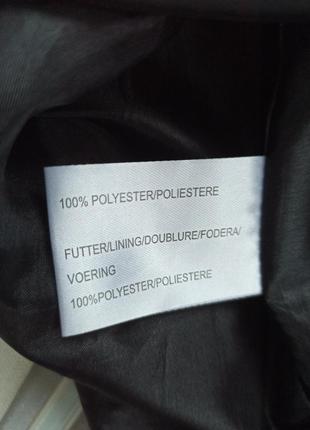 100% POLYESTER/POLIESTERE
FUTTER/LINING/DOUBLURE/FODERA/
VOERING
100%POLYESTER/POLIESTERE